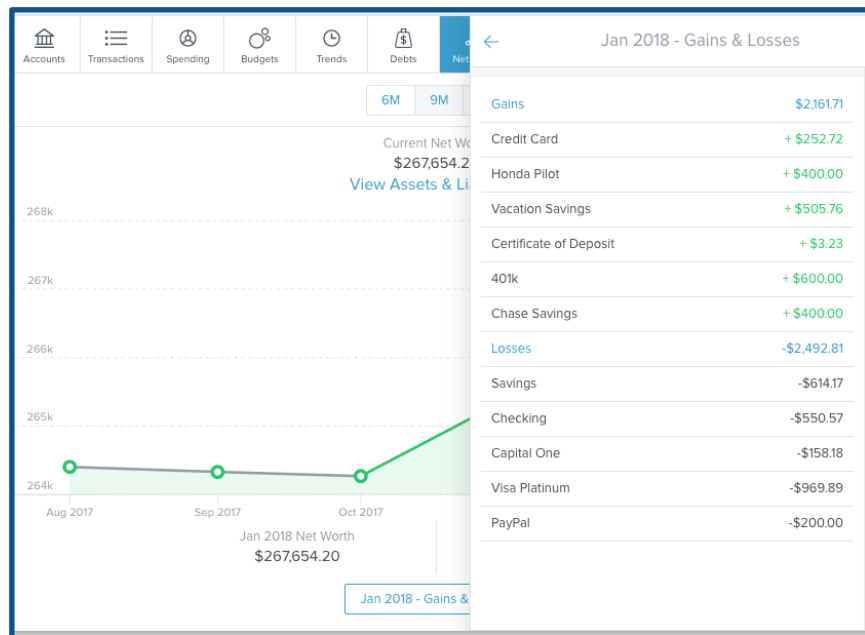 Accounts Transactions Spending Budgets Trends Debts Net
6M 9M
Current Net Wo
$267,654.2
View Assets & Li
268k
267k
266k
265k
264k
Aug 2017 Sep 2017 Oct 2017
Jan 2018 Net Worth
$267,654.20
Jan 2018 - Gains &
Jan 2018 - Gains & Losses
Gains $2,161.71
Credit Card + $252.72
Honda Pilot + $400.00
Vacation Savings + $505.76
Certificate of Deposit + $3.23
401k + $600.00
Chase Savings + $400.00
Losses -$2,492.81
Savings -$614.17
Checking -$550.57
Capital One -$158.18
Visa Platinum -$969.89
PayPal -$200.00